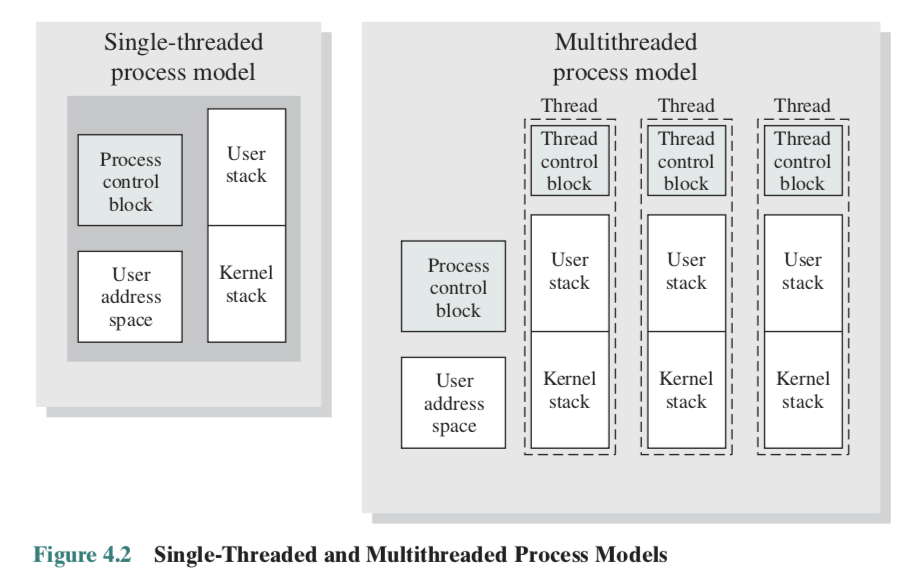 Single-threaded
process model
Process
control
block
User
stack
User
address
space
Kernel
stack
Multithreaded
process model
Thread
Thread
Thread
Thread
control
block
Thread
control
block
Thread
control
block
Process
control
block
User
stack
User
stack
User
stack
User
address
space
Kernel
stack
Kernel
stack
Kernel
stack
Figure 4.2 Single-Threaded and Multithreaded Process Models